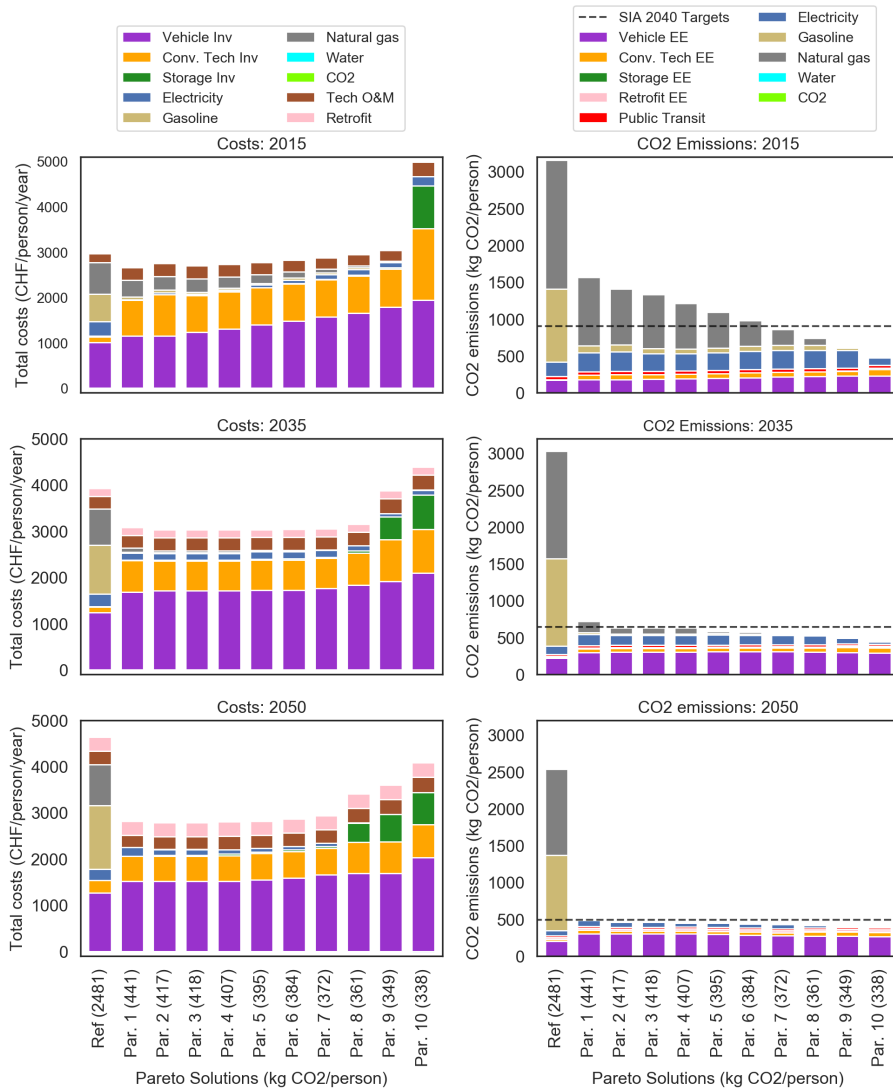 Vehicle Inv
Conv. Tech Inv
Storage Inv
Electricity
Gasoline
Natural gas
Water
CO2
Tech O&M
Retrofit
SIA 2040 Targets
Vehicle EE
Conv. Tech EE
Storage EE
Retrofit EE
Public Transit
Electricity
Gasoline
Natural gas
Water
CO2
Costs: 2015
Total costs (CHF/person/year)
5000
4000
3000
2000
1000
0
CO2 Emissions: 2015
CO2 emissions (kg CO2/person)
3000
2500
2000
1500
1000
500
0
Costs: 2035
Total costs (CHF/person/year)
5000
4000
3000
2000
1000
0
CO2 Emissions: 2035
CO2 emissions (kg CO2/person)
3000
2500
2000
1500
1000
500
0
Costs: 2050
Total costs (CHF/person/year)
5000
4000
3000
2000
1000
0
CO2 emissions: 2050
CO2 emissions (kg CO2/person)
3000
2500
2000
1500
1000
500
0
Ref (2481)
Par. 1 (441)
Par. 2 (417)
Par. 3 (418)
Par. 4 (407)
Par. 5 (395)
Par. 6 (384)
Par. 7 (372)
Par. 8 (361)
Par. 9 (349)
Par. 10 (338)
Pareto Solutions (kg CO2/person)
Ref (2481)
Par. 1 (441)
Par. 2 (417)
Par. 3 (418)
Par. 4 (407)
Par. 5 (395)
Par. 6 (384)
Par. 7 (372)
Par. 8 (361)
Par. 9 (349)
Par. 10 (338)
Pareto Solutions (kg CO2/person)